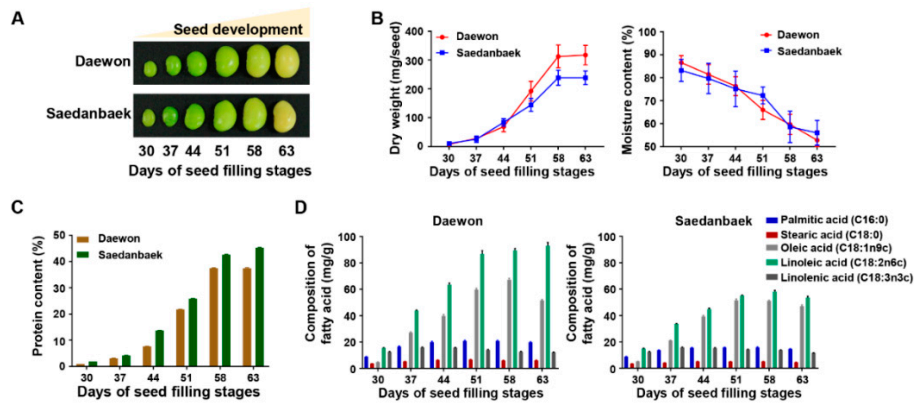 A
Seed development
Daewon
Saedanbaek
30 37 44 51 58 63
Days of seed filling stages
B
Dry weight (mg/seed)
400
300
200
100
0
Daewon
Saedanbaek
30 37 44 51 58 63
Days of seed filling stages
Moisture content (%)
100
90
80
70
60
50
Daewon
Saedanbaek
30 37 44 51 58 63
Days of seed filling stages
C
Protein content (%)
50
40
30
20
10
0
Daewon
Saedanbaek
30 37 44 51 58 63
Days of seed filling stages
D
Daewon
Composition of
fatty acid (mg/g)
100
80
60
40
20
0
30 37 44 51 58 63
Days of seed filling stages
Saedanbaek
Composition of
fatty acid (mg/g)
100
80
60
40
20
0
30 37 44 51 58 63
Days of seed filling stages
Palmitic acid (C16:0)
Stearic acid (C18:0)
Oleic acid (C18:1n9c)
Linoleic acid (C18:2n6c)
Linolenic acid (C18:3n3c)